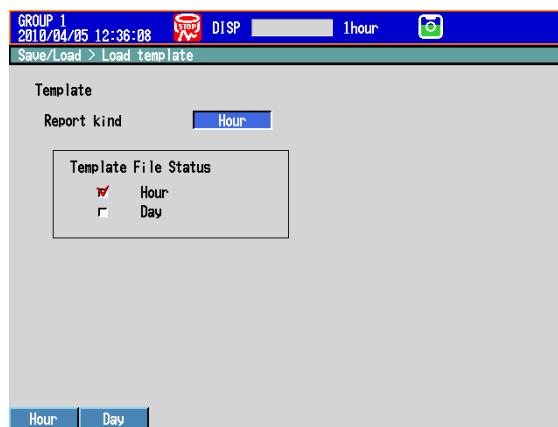 GROUP 1
2010/04/05 12:36:08 STOP DISP 1hour
Save/Load > Load template
Template
Report kind Hour
Template File Status
Hour
Day
Hour Day